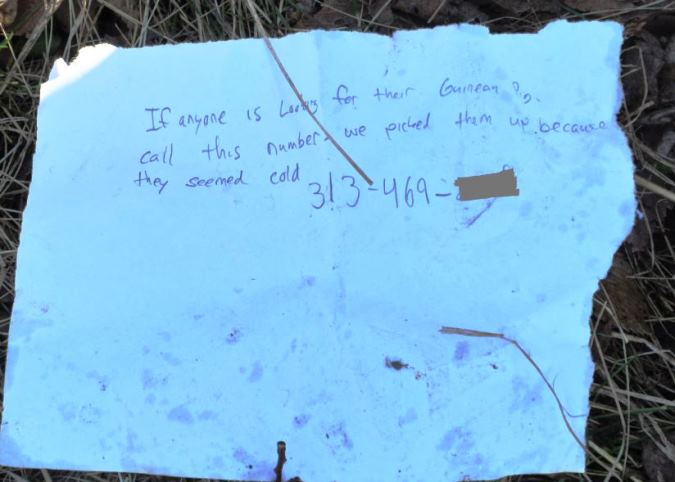 If anyone is Looking for their Guinean P.
call this number we picked them up because
they seemed cold
313-469-